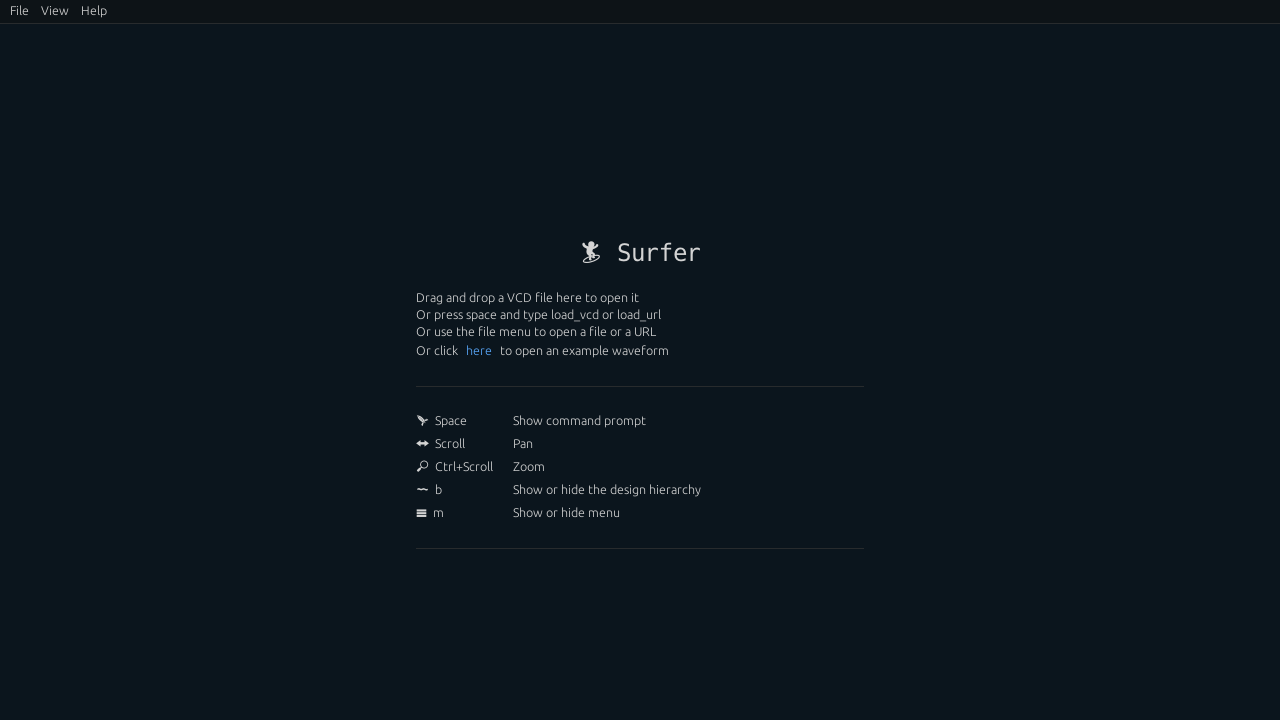 File View Help
Surfer
Drag and drop a VCD file here to open it
Or press space and type load_vcd or load_url
Or use the file menu to open a file or a URL
Or click here to open an example waveform
Space Show command prompt
Scroll Pan
Ctrl+Scroll Zoom
b Show or hide the design hierarchy
m Show or hide menu